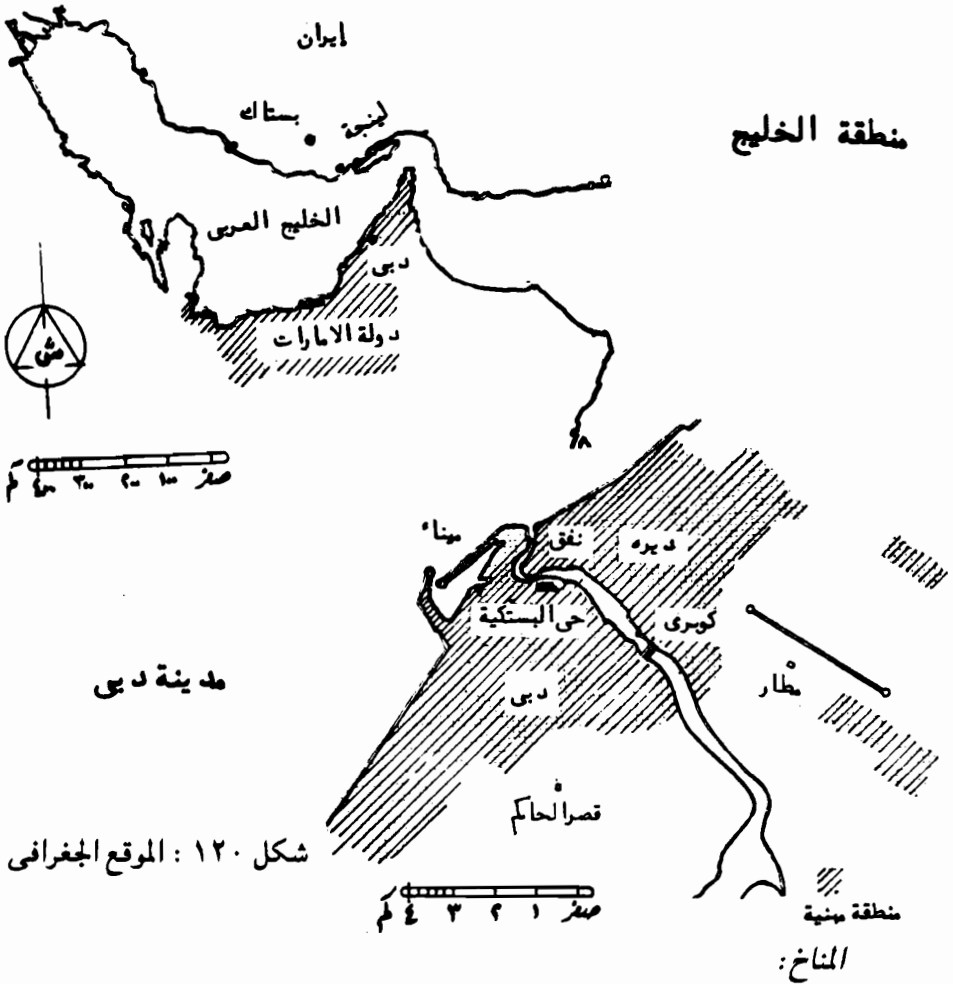 إيران
بستاك
لنجة
منطقة الخليج
الخليج العربى
دبى
دولة الامارات
ش
صفر ١٠٠ ٢٠٠ ٣٠٠ ٤٠٠ كم
ميناء
نفق
ديره
حى البستكية
كوبرى
مدينة دبى
دبى
مطار
قصر الحاكم
شكل ١٢٠ : الموقع الجغرافى
صفر ١ ٢ ٣ ٤ كم
منطقة مبنية
المناخ: